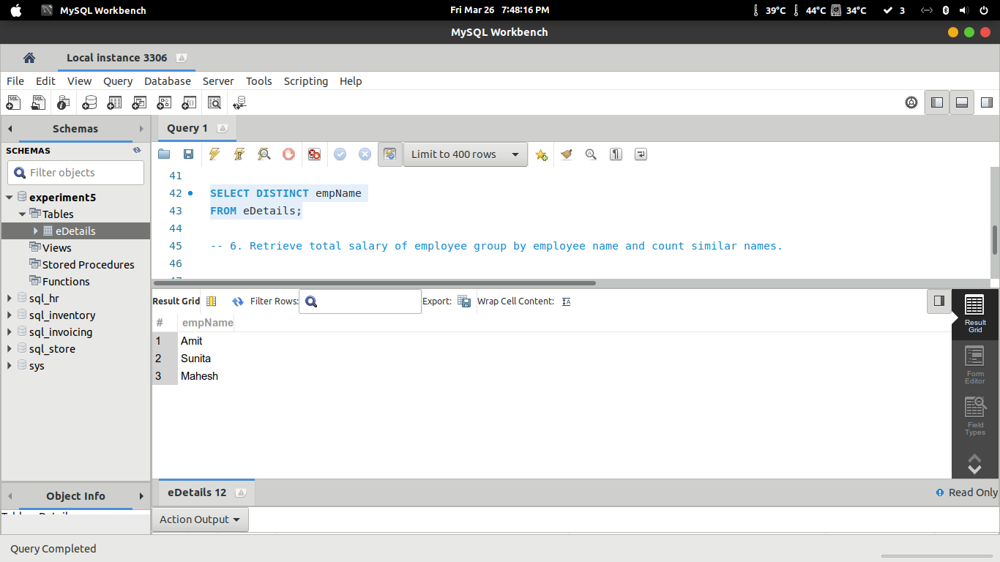 MySQL Workbench
Fri Mar 26 7:48:16 PM
39°C 44°C 34°C 3
MySQL Workbench
Local instance 3306
File Edit View Query Database Server Tools Scripting Help
Schemas
Query 1
SCHEMAS
Filter objects
Limit to 400 rows
experiment5
Tables
eDetails
Views
Stored Procedures
Functions
sql_hr
sql_inventory
sql_invoicing
sql_store
sys
41
42 SELECT DISTINCT empName
43 FROM eDetails;
44
45 -- 6. Retrieve total salary of employee group by employee name and count similar names.
46
Result Grid Filter Rows: Export: Wrap Cell Content:
# empName
1 Amit
2 Sunita
3 Mahesh
Result
Grid
Form
Editor
Field
Types
Object Info
eDetails 12
Read Only
Action Output
Query Completed